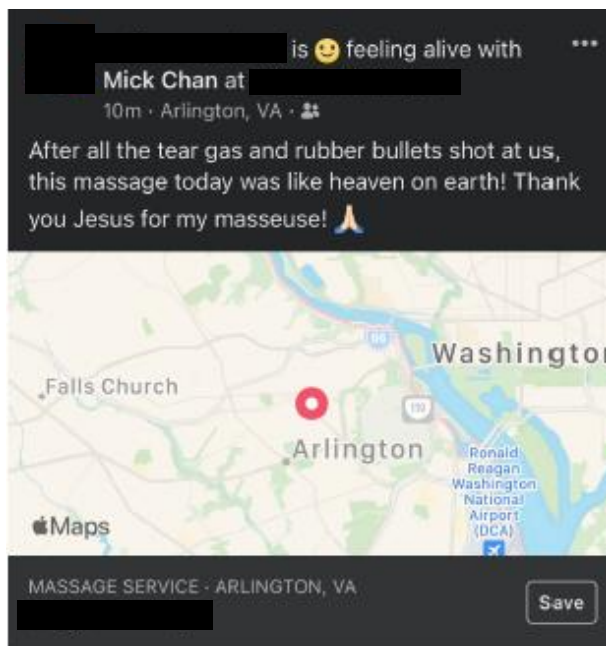 is 🙂 feeling alive with
Mick Chan at
10m · Arlington, VA ·
After all the tear gas and rubber bullets shot at us,
this massage today was like heaven on earth! Thank
you Jesus for my masseuse! 🙏🏻
Washingto
Falls Church
Arlington
Ronald
Reagan
Washington
National
Airport
(DCA)
Maps
MASSAGE SERVICE · ARLINGTON, VA
Save